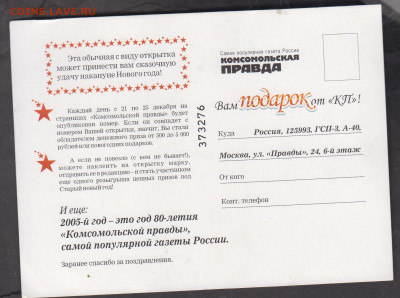 COINS.SU
Эта обычная с виду открытка
может принести вам сказочную
удачу накануне Нового года!
Каждый день с 21 по 25 декабря на
страницах «Комсомольской правды» будет
опубликован номер. Если он совпадет с
номером Вашей открытки, значит, Вы стали
обладателем денежного приза от 500 до 5 000
рублей или новогодних подарков.
А если не повезло (с кем не бывает!),
можете наклеить на открытку марку,
отправить ее в редакцию – и стать участником
еще одного розыгрыша ценных призов под
Старый новый год!
И еще:
2005-й год – это год 80-летия
«Комсомольской правды»,
самой популярной газеты России.
Заранее спасибо за поздравления.
373276
Самая популярная газета России
КОМСОМОЛЬСКАЯ
ПРАВДА
Вам подарок от «КП»!
Куда Россия, 125993, ГСП-3, А-40,
Москва, ул. «Правды», 24, 6-й этаж
От кого
Конт. телефон